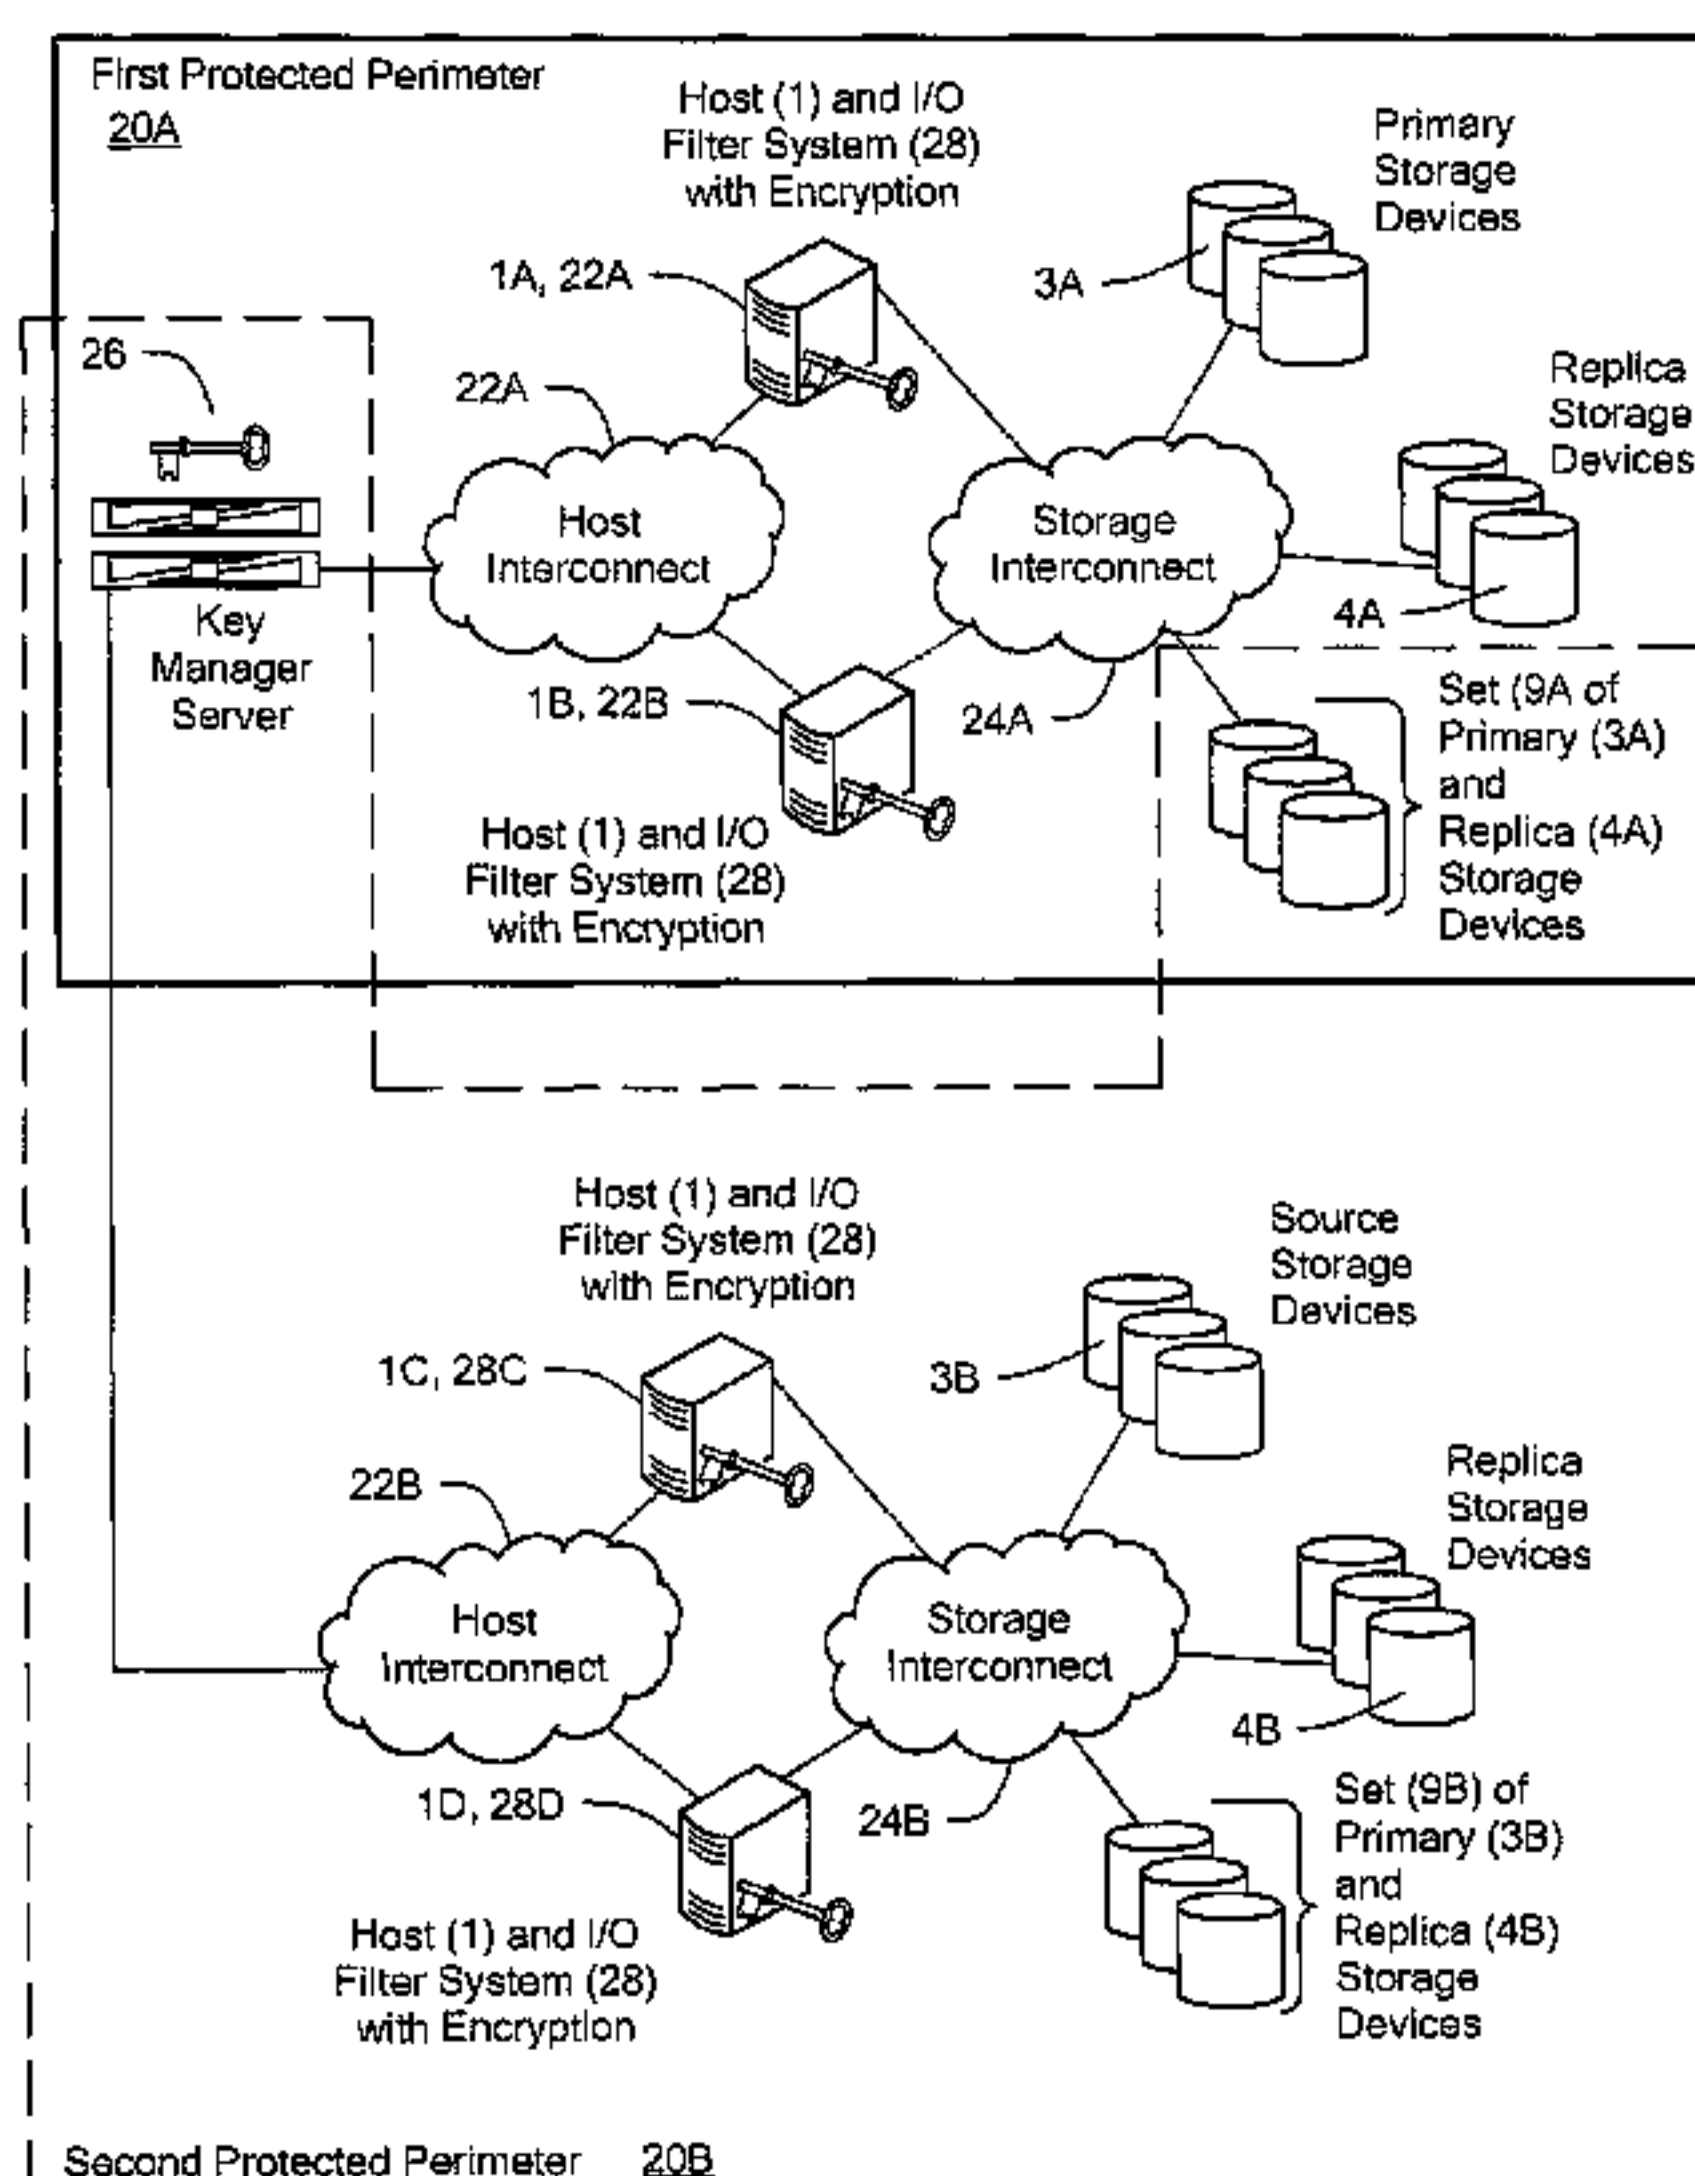 First Protected Perimeter
20A
Host (1) and I/O
Filter System (28)
with Encryption
Primary
Storage
Devices
1A, 22A
3A
26
22A
Replica
Storage
Devices
Host
Interconnect
Storage
Interconnect
4A
Key
Manager
Server
1B, 22B
24A
Set (9A of
Primary (3A)
and
Replica (4A)
Storage
Devices
Host (1) and I/O
Filter System (28)
with Encryption
Host (1) and I/O
Filter System (28)
with Encryption
Source
Storage
Devices
1C, 28C
3B
22B
Replica
Storage
Devices
Host
Interconnect
Storage
Interconnect
4B
1D, 28D
24B
Set (9B) of
Primary (3B)
and
Replica (4B)
Storage
Devices
Host (1) and I/O
Filter System (28)
with Encryption
Second Protected Perimeter 20B